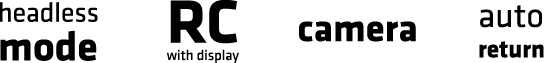 headless
mode
RC
with display
camera
auto
return